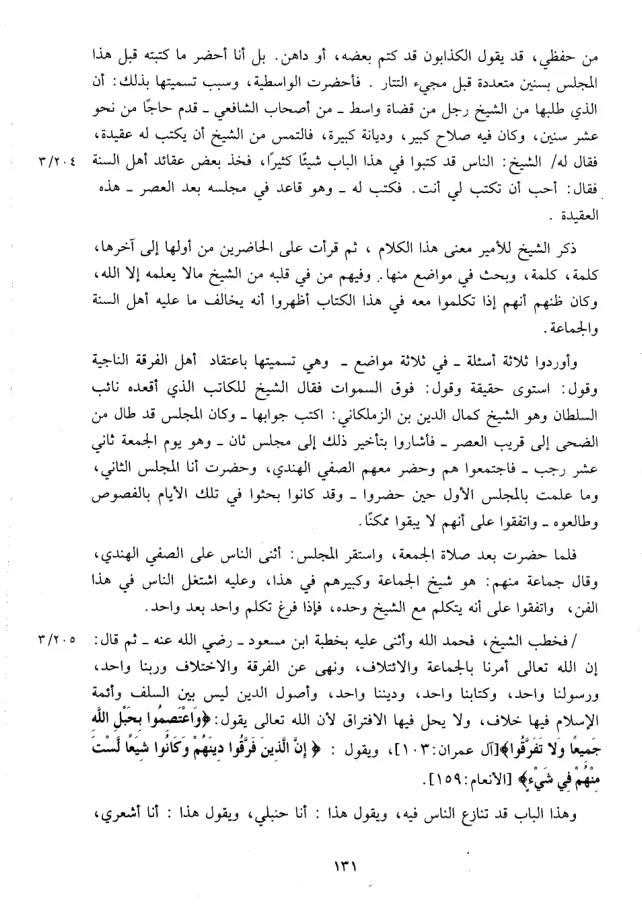 من حفظي، قد يقول الكذابون قد كتم بعضه، أو داهن. بل أنا أحضر ما كتبته قبل هذا
المجلس بسنين متعددة قبل مجيء التتار . فأحضرت الواسطية، وسبب تسميتها بذلك: أن
الذي طلبها من الشيخ رجل من قضاة واسط ـ من أصحاب الشافعي ـ قدم حاجًا من نحو
عشر سنين، وكان فيه صلاح كبير، وديانة كبيرة، فالتمس من الشيخ أن يكتب له عقيدة،
٣/٢٠٤ فقال له/ الشيخ: الناس قد كتبوا في هذا الباب شيئًا كثيرًا، فخذ بعض عقائد أهل السنة
فقال: أحب أن تكتب لي أنت. فكتب له ـ وهو قاعد في مجلسه بعد العصر ـ هذه
العقيدة .
ذكر الشيخ للأمير معنى هذا الكلام ، ثم قرأت على الحاضرين من أولها إلى آخرها،
كلمة، كلمة، وبحث في مواضع منها. وفيهم من في قلبه من الشيخ مالا يعلمه إلا الله،
وكان ظنهم أنهم إذا تكلموا معه في هذا الكتاب أظهروا أنه يخالف ما عليه أهل السنة
والجماعة.
وأوردوا ثلاثة أسئلة ـ في ثلاثة مواضع ـ وهي تسميتها باعتقاد أهل الفرقة الناجية
وقول: استوى حقيقة وقول: فوق السموات فقال الشيخ للكاتب الذي أقعده نائب
السلطان وهو الشيخ كمال الدين بن الزملكاني: اكتب جوابها ـ وكان المجلس قد طال من
الضحى إلى قريب العصر ـ فأشاروا بتأخير ذلك إلى مجلس ثان ـ وهو يوم الجمعة ثاني
عشر رجب ـ فاجتمعوا هم وحضر معهم الصفي الهندي، وحضرت أنا المجلس الثاني،
وما علمت بالمجلس الأول حين حضروا ـ وقد كانوا بحثوا في تلك الأيام بالفصوص
وطالعوه ـ واتفقوا على أنهم لا يبقوا ممكنًا.
فلما حضرت بعد صلاة الجمعة، واستقر المجلس: أثنى الناس على الصفي الهندي،
وقال جماعة منهم: هو شيخ الجماعة وكبيرهم في هذا، وعليه اشتغل الناس في هذا
الفن، واتفقوا على أنه يتكلم مع الشيخ وحده، فإذا فرغ تكلم واحد بعد واحد.
٣/٢٠٥ /فخطب الشيخ، فحمد الله وأثنى عليه بخطبة ابن مسعود ـ رضي الله عنه ـ ثم قال:
إن الله تعالى أمرنا بالجماعة والائتلاف، ونهى عن الفرقة والاختلاف وربنا واحد،
ورسولنا واحد، وكتابنا واحد، وديننا واحد، وأصول الدين ليس بين السلف وأئمة
الإسلام فيها خلاف، ولا يحل فيها الافتراق لأن الله تعالى يقول:﴿وَاعْتَصِمُوا بِحَبْلِ اللَّهِ
جَمِيعًا وَلا تَفَرَّقُوا﴾[آل عمران:١٠٣]، ويقول : ﴿ إِنَّ الَّذِينَ فَرَّقُوا دِينَهُمْ وَكَانُوا شِيَعًا لَّسْتَ
مِنْهُمْ فِي شَيْءٍ﴾ [الأنعام:١٥٩].
وهذا الباب قد تنازع الناس فيه، ويقول هذا : أنا حنبلي، ويقول هذا : أنا أشعري،
١٣١